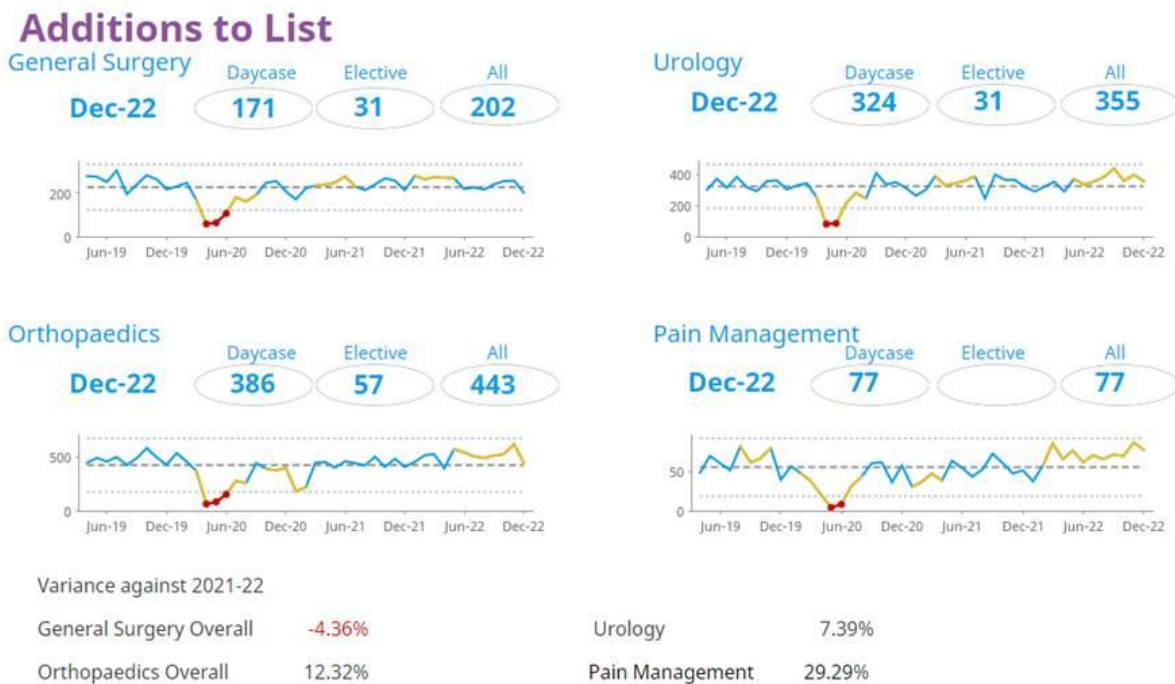 Additions to List
General Surgery
Daycase Elective All
Dec-22 171 31 202
200
0
Jun-19 Dec-19 Jun-20 Dec-20 Jun-21 Dec-21 Jun-22 Dec-22
Urology
Daycase Elective All
Dec-22 324 31 355
400
200
0
Jun-19 Dec-19 Jun-20 Dec-20 Jun-21 Dec-21 Jun-22 Dec-22
Orthopaedics
Daycase Elective All
Dec-22 386 57 443
500
0
Jun-19 Dec-19 Jun-20 Dec-20 Jun-21 Dec-21 Jun-22 Dec-22
Pain Management
Daycase Elective All
Dec-22 77 77
50
0
Jun-19 Dec-19 Jun-20 Dec-20 Jun-21 Dec-21 Jun-22 Dec-22
Variance against 2021-22
General Surgery Overall -4.36%
Urology 7.39%
Orthopaedics Overall 12.32%
Pain Management 29.29%